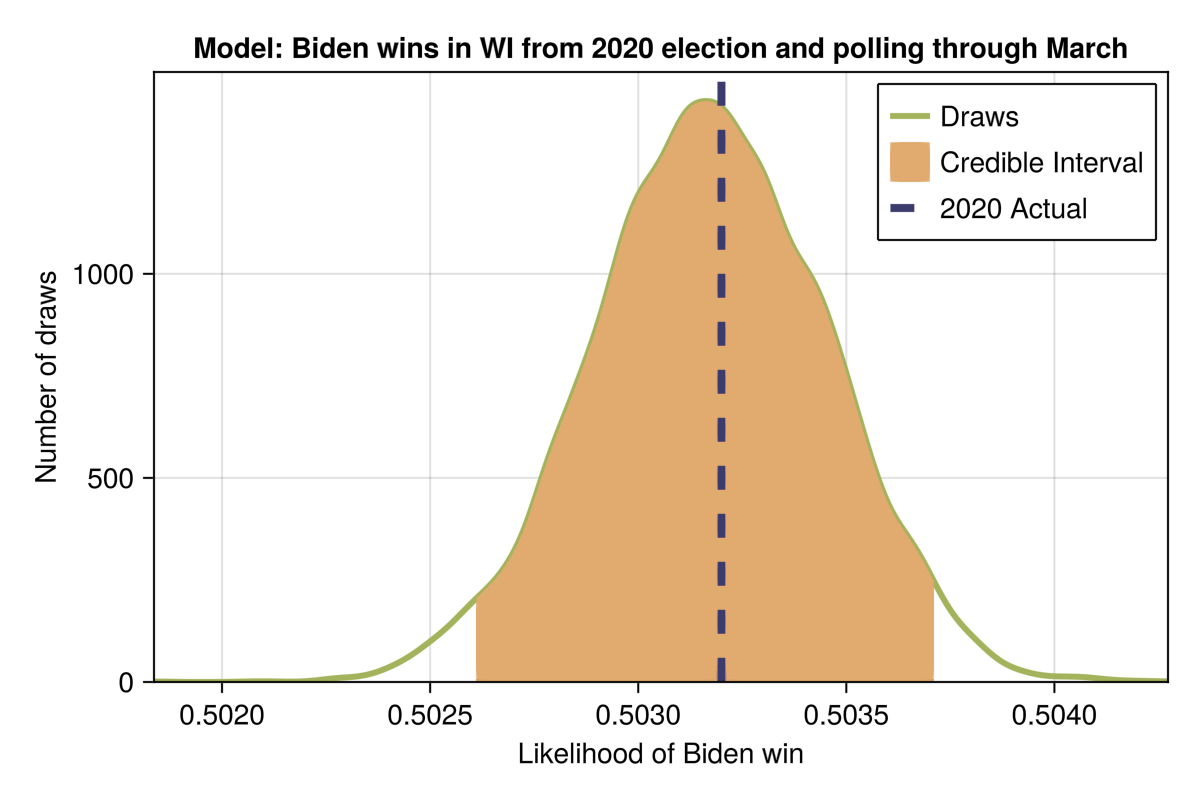 Model: Biden wins in WI from 2020 election and polling through March
Draws
Credible Interval
2020 Actual
Number of draws
1000
500
0
0.5020 0.5025 0.5030 0.5035 0.5040
Likelihood of Biden win